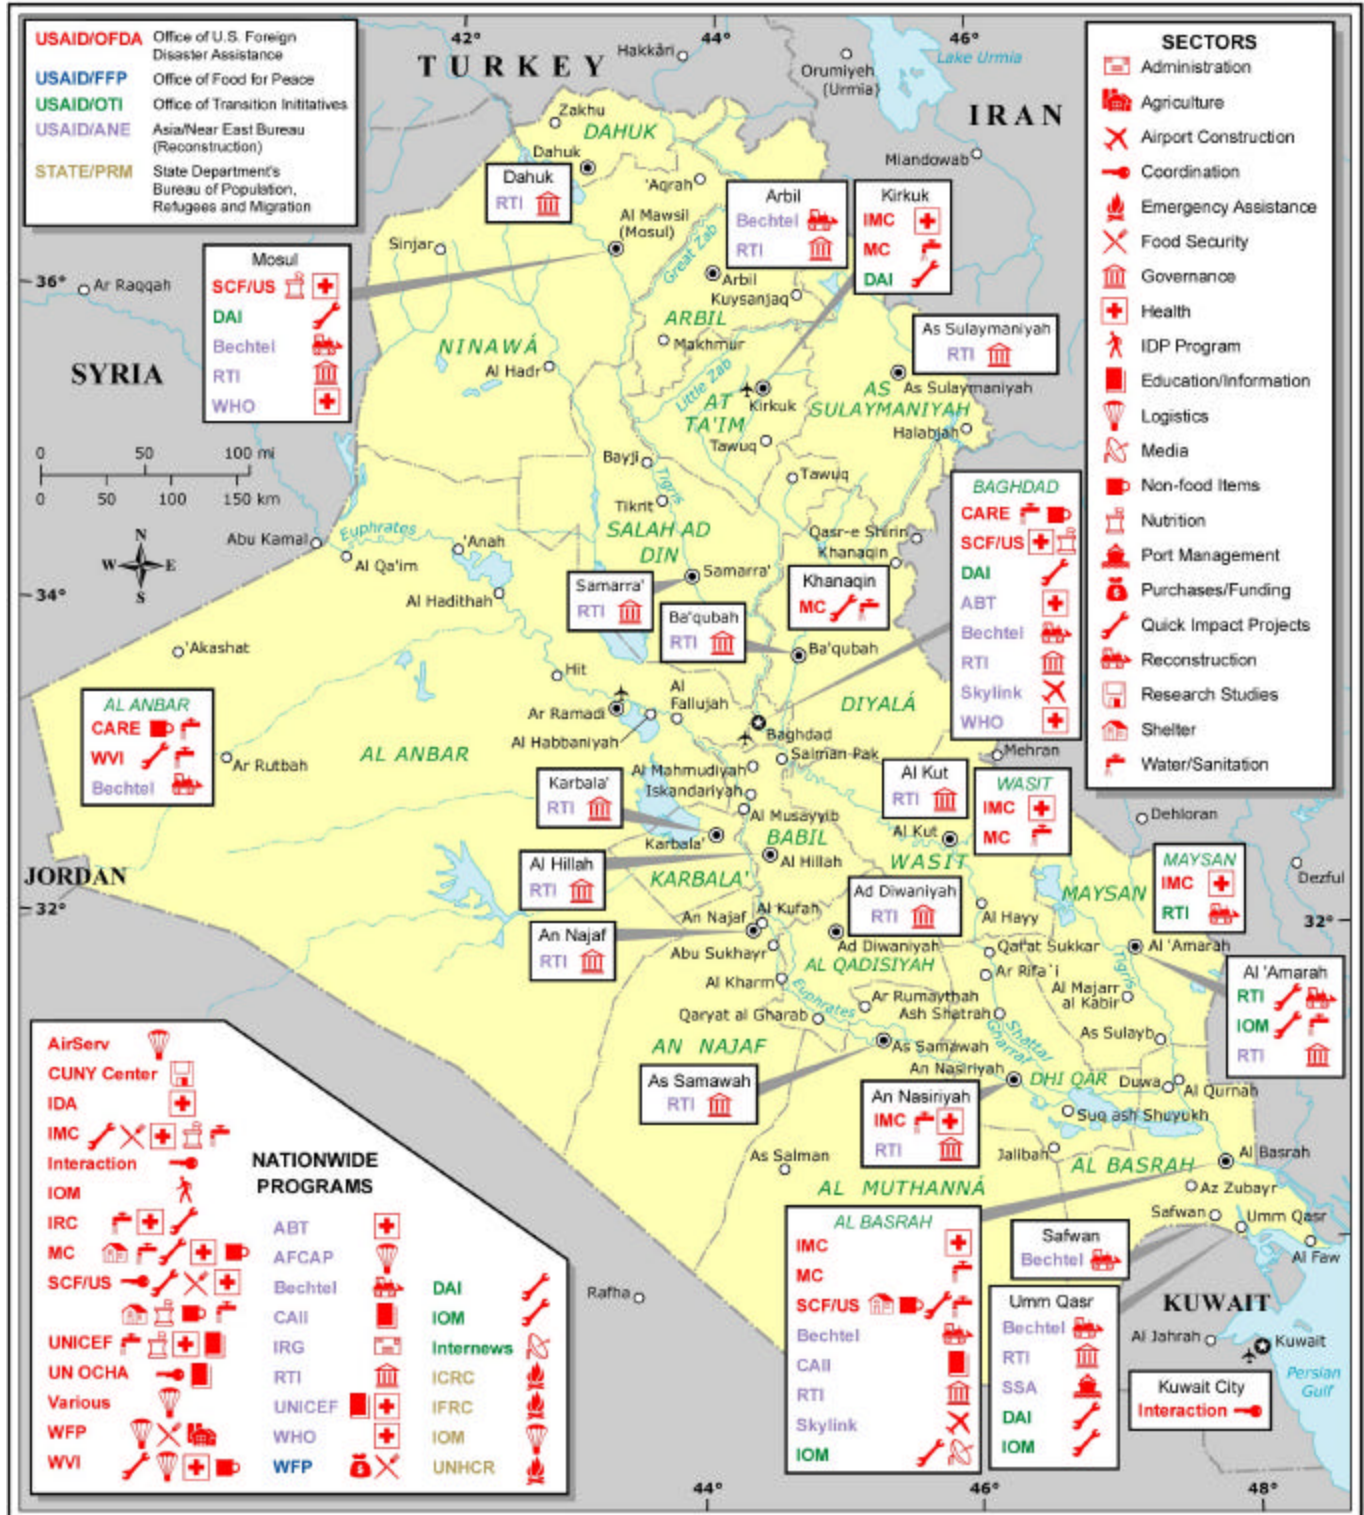 USAID/OFDA Office of U.S. Foreign
Disaster Assistance
USAID/FFP Office of Food for Peace
USAID/OTI Office of Transition Inititatives
USAID/ANE Asia/Near East Bureau
(Reconstruction)
STATE/PRM State Department's
Bureau of Population,
Refugees and Migration
42°
44°
46°
TURKEY
Hakkâri
Orumiyeh
(Urmia)
Lake Urmia
IRAN
Miandowab
SECTORS
Administration
Agriculture
Airport Construction
Coordination
Emergency Assistance
Food Security
Governance
Health
IDP Program
Education/Information
Logistics
Media
Non-food Items
Nutrition
Port Management
Purchases/Funding
Quick Impact Projects
Reconstruction
Research Studies
Shelter
Water/Sanitation
Zakhu
DAHUK
Dahuk
'Aqrah
Dahuk
RTI
Al Mawsil
(Mosul)
Great Zab
Arbil
Bechtel
RTI
Kirkuk
IMC
MC
DAI
Sinjar
36°
Ar Raqqah
Mosul
SCF/US
DAI
Bechtel
RTI
WHO
Arbil
Kuysanjaq
ARBIL
Makhmur
As Sulaymaniyah
RTI
SYRIA
NINAWÁ
Al Hadr
Little Zab
AT
TA'IM
Kirkuk
AS
SULAYMANIYAH
As Sulaymaniyah
Halabjah
Tawuq
0 50 100 mi
0 50 100 150 km
Bayji
Tigris
Tawuq
Tikrit
SALAH AD
DIN
N
W E
S
Abu Kamal
Euphrates
'Anah
Al Qa'im
Al Hadithah
Qasr-e Shirin
Khanaqin
Samarra'
Samarra'
RTI
Khanaqin
MC
Ba'qubah
RTI
Ba'qubah
BAGHDAD
CARE
SCF/US
DAI
ABT
Bechtel
RTI
Skylink
WHO
34°
'Akashat
Hit
DIYALÁ
AL ANBAR
CARE
WVI
Bechtel
Ar Rutbah
AL ANBAR
Ar Ramadi
Al
Fallujah
Al Habbaniyah
Baghdad
Salman Pak
Mehran
Al Mahmudiyah
Iskandariyah
Al Musayyib
Karbala'
RTI
Karbala'
BABIL
Al Hillah
Al Kut
RTI
Al Kut
WASIT
IMC
MC
WASIT
Dehloran
Dezful
JORDAN
32°
Al Hillah
RTI
KARBALA'
MAYSAN
MAYSAN
IMC
RTI
32°
An Najaf
Al Kufah
Abu Sukhayr
An Najaf
RTI
Ad Diwaniyah
RTI
Ad Diwaniyah
AL QADISIYAH
Al Hayy
Qal'at Sukkar
Ar Rifa`i
Al 'Amarah
Tigris
Al Majarr
al Kabir
Al 'Amarah
RTI
IOM
RTI
Al Kharm
Euphrates
Ar Rumaythah
Ash Shatrah
Qaryat al Gharab
Shattar
Gharraf
As Sulayb
AN NAJAF
As Samawah
As Samawah
RTI
An Nasiriyah
DHI QAR
Duwa
Al Qurnah
An Nasiriyah
IMC
RTI
Suq ash Shuyukh
Jalibah
As Salman
AL BASRAH
Al Basrah
AL MUTHANNÁ
Az Zubayr
Safwan
Umm Qasr
Al Faw
AL BASRAH
IMC
MC
SCF/US
Bechtel
CAII
RTI
Skylink
IOM
Safwan
Bechtel
Umm Qasr
Bechtel
RTI
SSA
DAI
IOM
KUWAIT
Al Jahrah
Kuwait
Persian
Gulf
Kuwait City
Interaction
Rafha
AirServ
CUNY Center
IDA
IMC
Interaction
IOM
IRC
MC
SCF/US
UNICEF
UN OCHA
Various
WFP
WVI
NATIONWIDE
PROGRAMS
ABT
AFCAP
Bechtel
CAII
IRG
RTI
UNICEF
WHO
WFP
DAI
IOM
Internews
ICRC
IFRC
IOM
UNHCR
44°
46°
48°